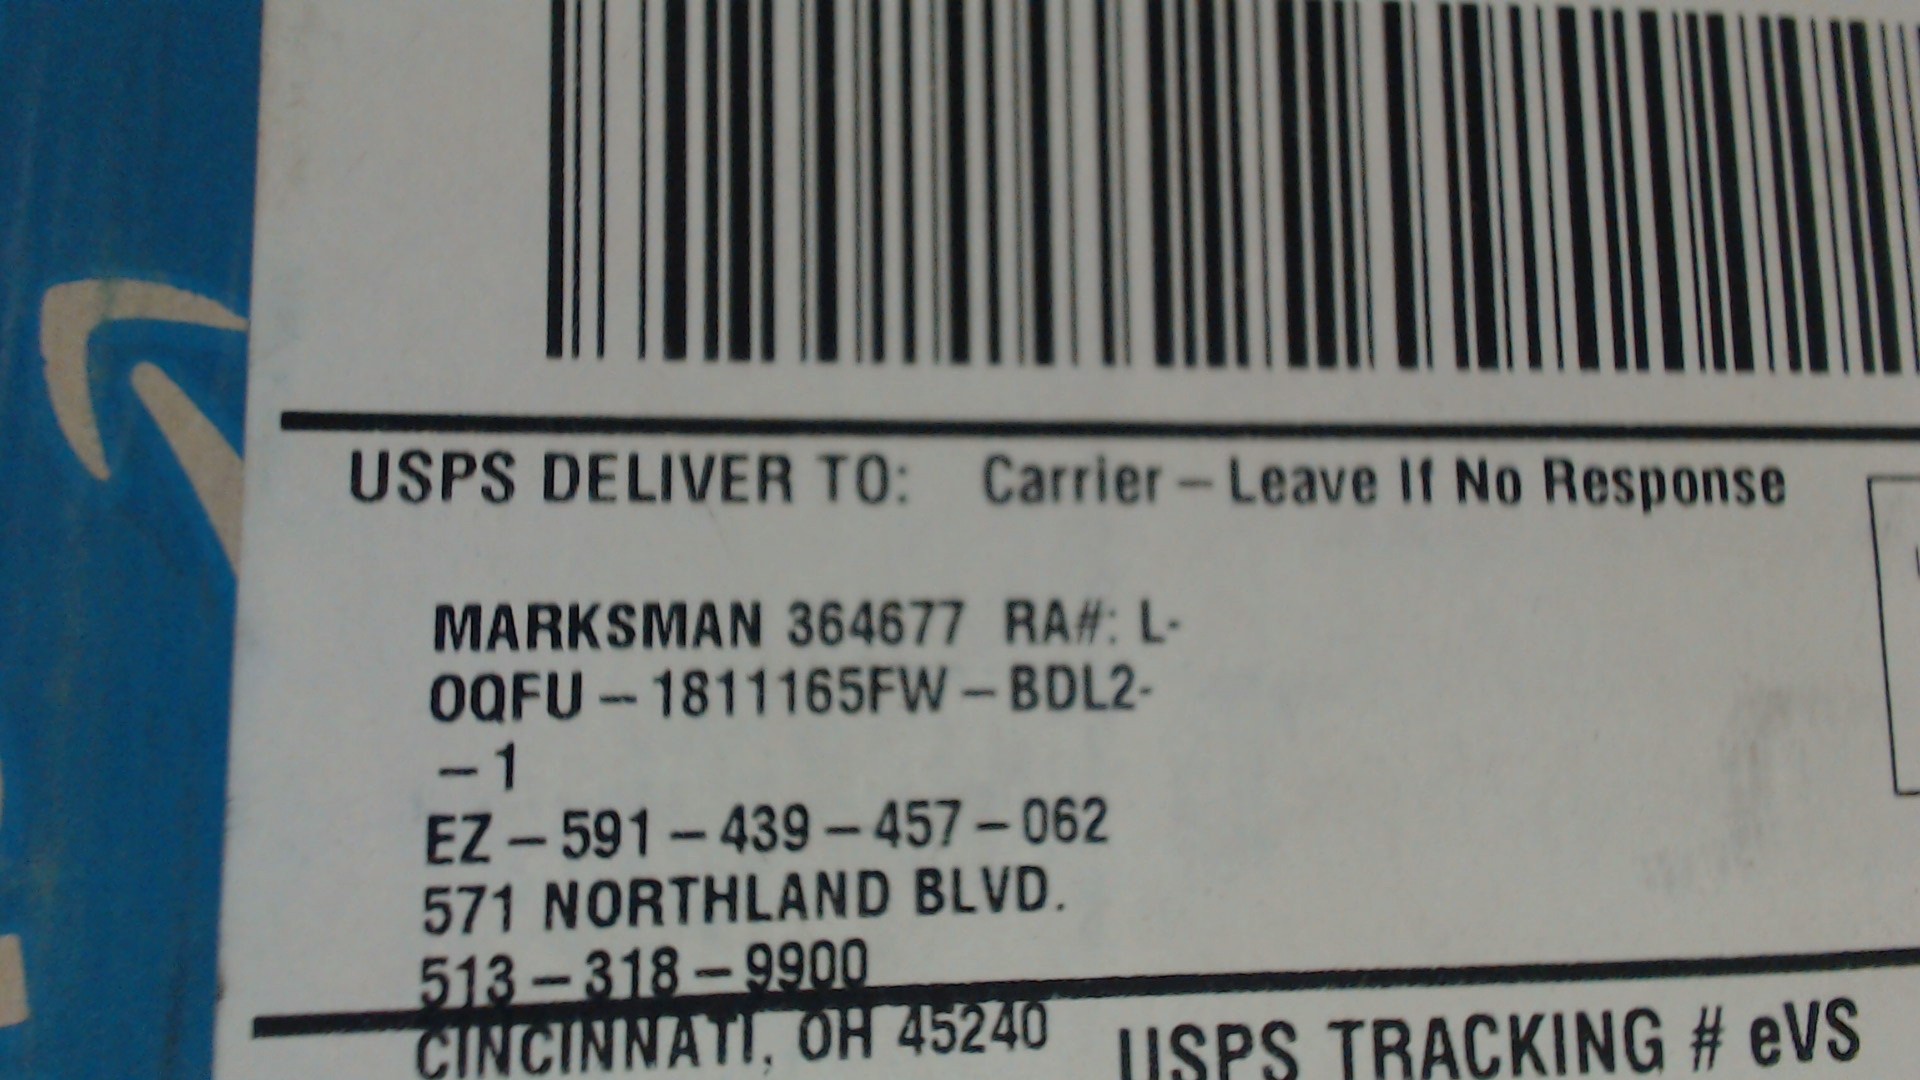 USPS DELIVER TO: Carrier – Leave If No Response
MARKSMAN 364677 RA#: L-
OQFU – 1811165FW – BDL2-
– 1
EZ – 591 – 439 – 457 – 062
571 NORTHLAND BLVD.
513 – 318 – 9900
CINCINNATI, OH 45240
USPS TRACKING # eVS